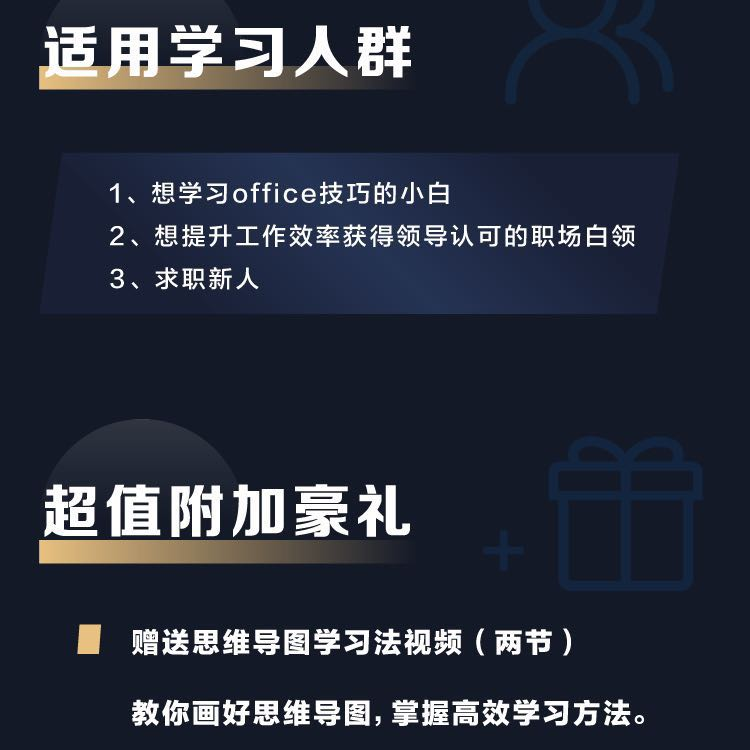 适用学习人群
1、想学习office技巧的小白
2、想提升工作效率获得领导认可的职场白领
3、求职新人
超值附加豪礼
赠送思维导图学习法视频（两节）
教你画好思维导图，掌握高效学习方法。